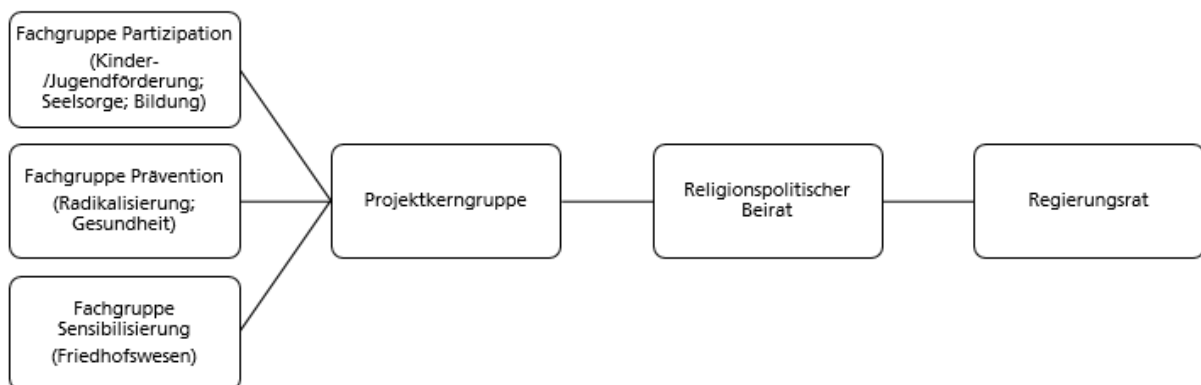 Fachgruppe Partizipation
(Kinder-
/Jugendförderung;
Seelsorge; Bildung)
Fachgruppe Prävention
(Radikalisierung;
Gesundheit)
Fachgruppe
Sensibilisierung
(Friedhofswesen)
Projektkerngruppe
Religionspolitischer
Beirat
Regierungsrat